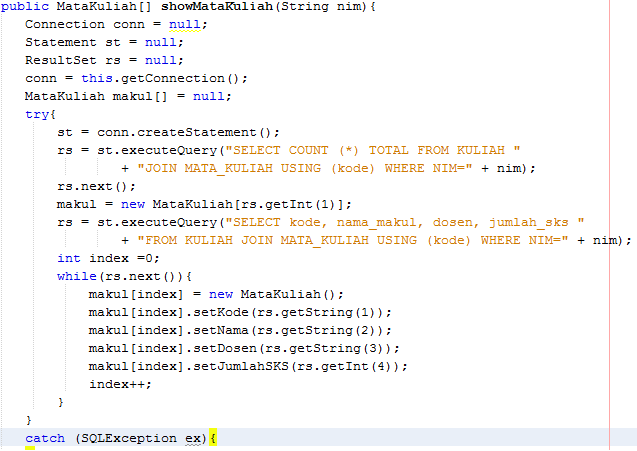 public MataKuliah[] showMataKuliah(String nim){
Connection conn = null;
Statement st = null;
ResultSet rs = null;
conn = this.getConnection();
MataKuliah makul[] = null;
try{
st = conn.createStatement();
rs = st.executeQuery("SELECT COUNT (*) TOTAL FROM KULIAH "
+ "JOIN MATA_KULIAH USING (kode) WHERE NIM=" + nim);
rs.next();
makul = new MataKuliah[rs.getInt(1)];
rs = st.executeQuery("SELECT kode, nama_makul, dosen, jumlah_sks "
+ "FROM KULIAH JOIN MATA_KULIAH USING (kode) WHERE NIM=" + nim);
int index =0;
while(rs.next()){
makul[index] = new MataKuliah();
makul[index].setKode(rs.getString(1));
makul[index].setNama(rs.getString(2));
makul[index].setDosen(rs.getString(3));
makul[index].setJumlahSKS(rs.getInt(4));
index++;
}
}
catch (SQLException ex){